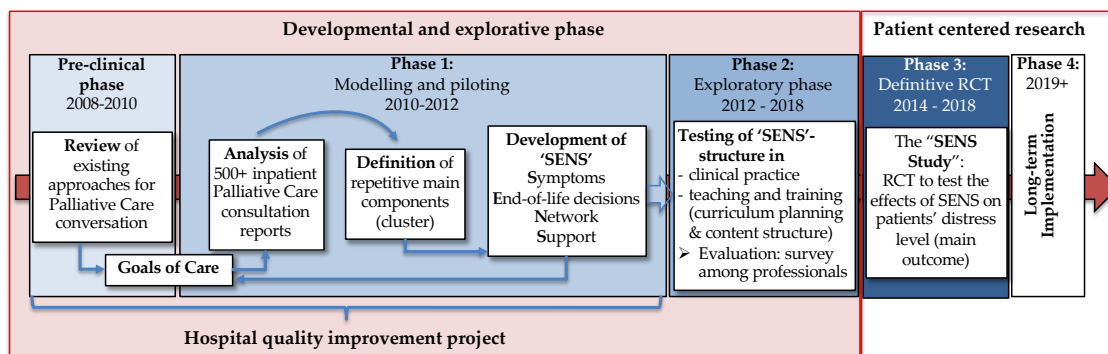 Developmental and explorative phase
Patient centered research
Pre-clinical
phase
2008-2010
Review of
existing
approaches for
Palliative Care
conversation
Goals of Care
Phase 1:
Modelling and piloting
2010-2012
Analysis of
500+ inpatient
Palliative Care
consultation
reports
Definition of
repetitive main
components
(cluster)
Development of
‘SENS’
Symptoms
End-of-life decisions
Network
Support
Phase 2:
Exploratory phase
2012 - 2018
Testing of ‘SENS’-
structure in
- clinical practice
- teaching and training
(curriculum planning
& content structure)
➤ Evaluation: survey
among professionals
Phase 3:
Definitive RCT
2014 - 2018
The “SENS
Study”:
RCT to test the
effects of SENS on
patients’ distress
level (main
outcome)
Phase 4:
2019+
Long-term
Implementation
Hospital quality improvement project